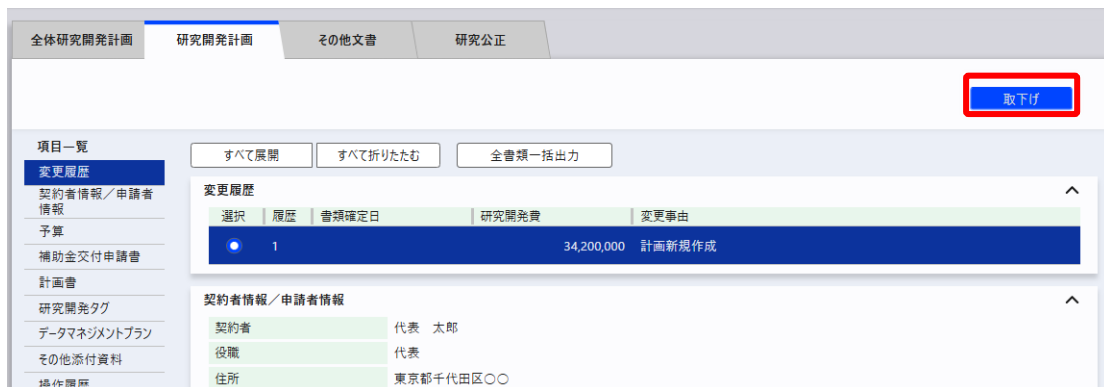 全体研究開発計画 研究開発計画 その他文書 研究公正
取下げ
項目一覧
変更履歴
契約者情報／申請者
情報
予算
補助金交付申請書
計画書
研究開発タグ
データマネジメントプラン
その他添付資料
操作履歴
すべて展開 すべて折りたたむ 全書類一括出力
変更履歴
選択 履歴 書類確定日 研究開発費 変更事由
1 34,200,000 計画新規作成
契約者情報／申請者情報
契約者 代表 太郎
役職 代表
住所 東京都千代田区○○